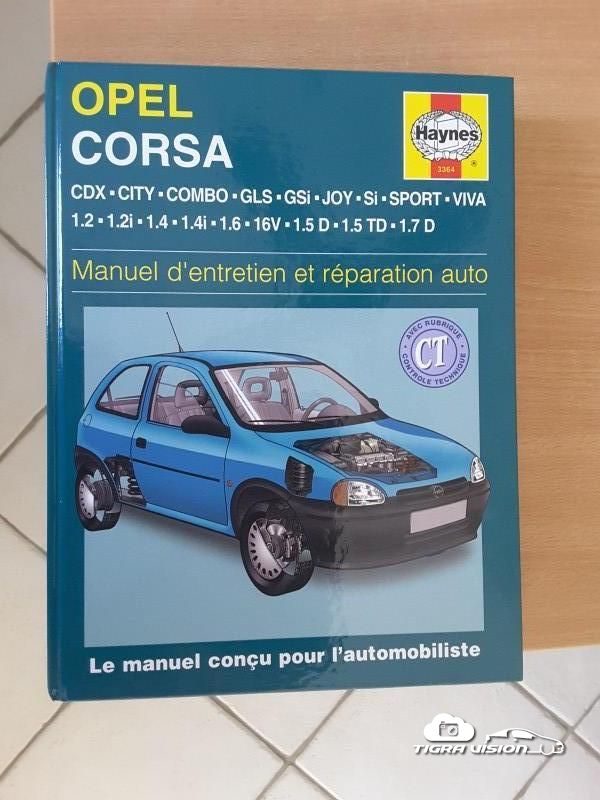 OPEL
CORSA
Haynes
3364
®
CDX ▪ CITY ▪ COMBO ▪ GLS ▪ GSi ▪ JOY ▪ Si ▪ SPORT ▪ VIVA
1.2 ▪ 1.2i ▪ 1.4 ▪ 1.4i ▪ 1.6 ▪ 16V ▪ 1.5 D ▪ 1.5 TD ▪ 1.7 D
Manuel d'entretien et réparation auto
AVEC RUBRIQUE
CT
CONTROLE TECHNIQUE
Le manuel conçu pour l'automobiliste
TIGRA VISION